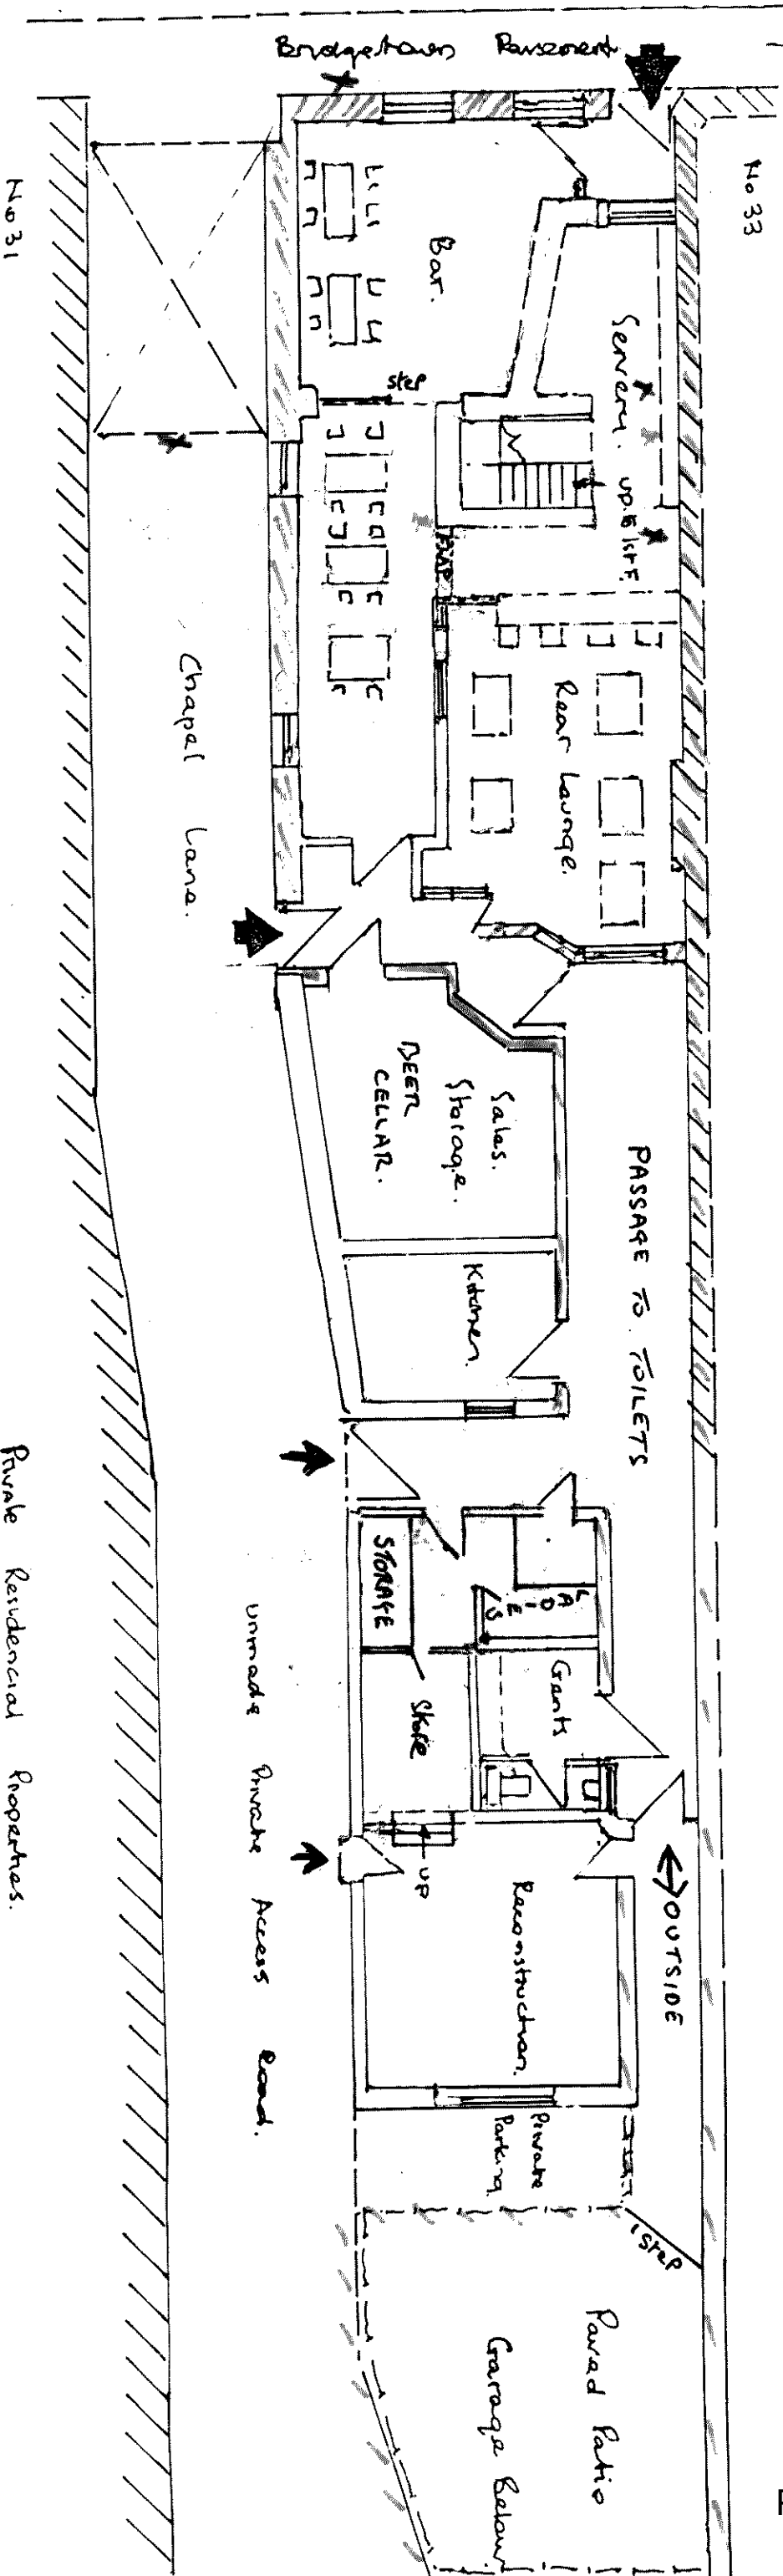 Bridgetown Pavement
No 33
No 31
Bar.
Servery.
up to 1st F
step
FLAP
Rear Lounge.
Chapel Lane.
Sales.
Storage.
BEER
CELLAR.
Kitchen
PASSAGE TO TOILETS
STORAGE
LADIES
Gents
Store
UP
Reconstruction.
OUTSIDE
unmade Private Access Road.
Private Residencial Properties.
Private
Parking
step
Paved Patio
Garage Below